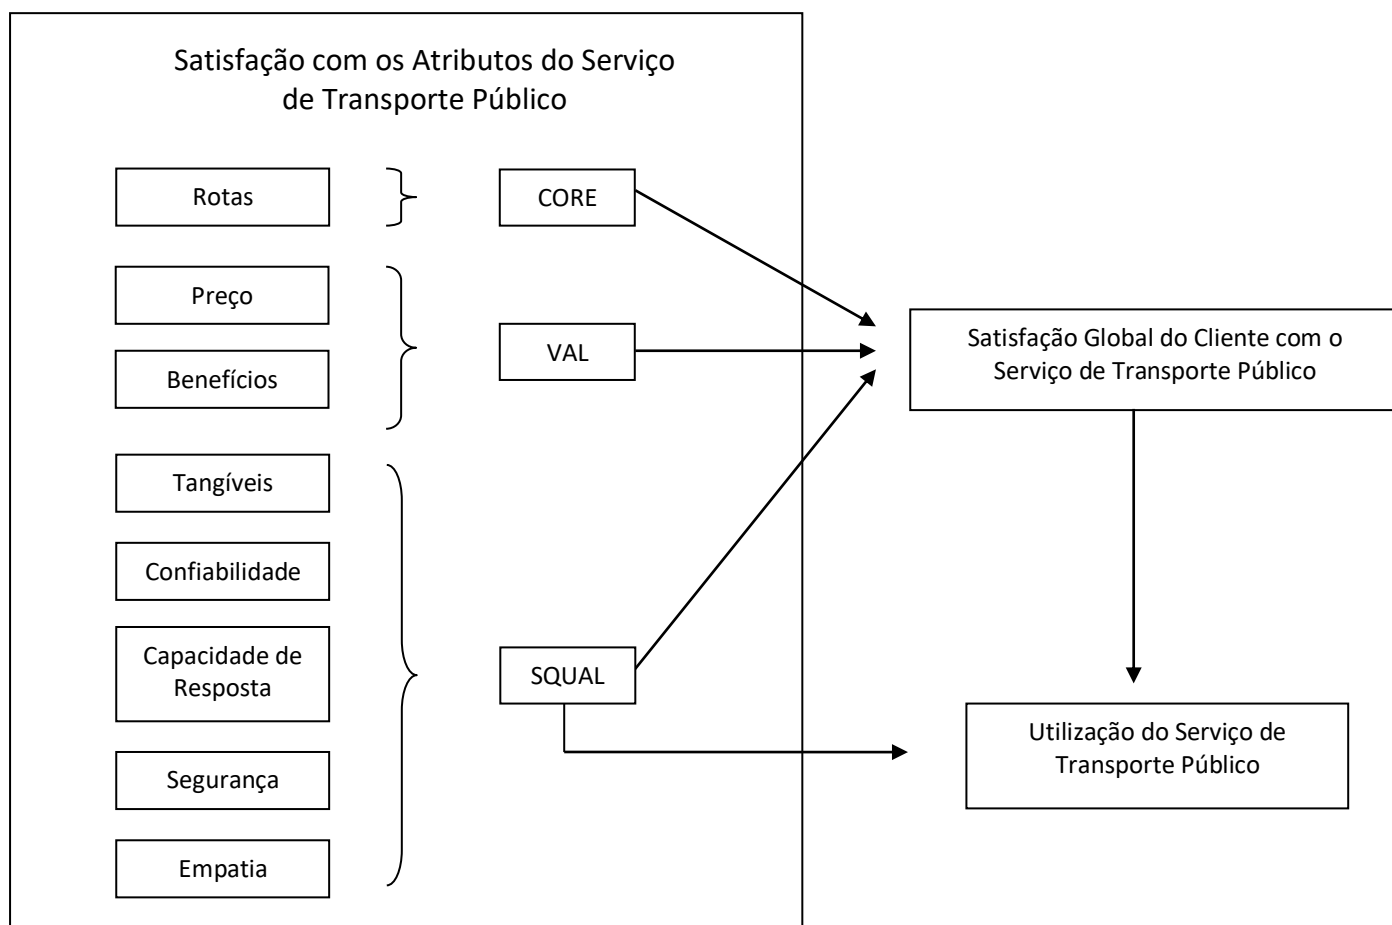 Satisfação com os Atributos do Serviço
de Transporte Público
Rotas
CORE
Preço
Benefícios
VAL
Satisfação Global do Cliente com o
Serviço de Transporte Público
Tangíveis
Confiabilidade
Capacidade de
Resposta
Segurança
Empatia
SQUAL
Utilização do Serviço de
Transporte Público